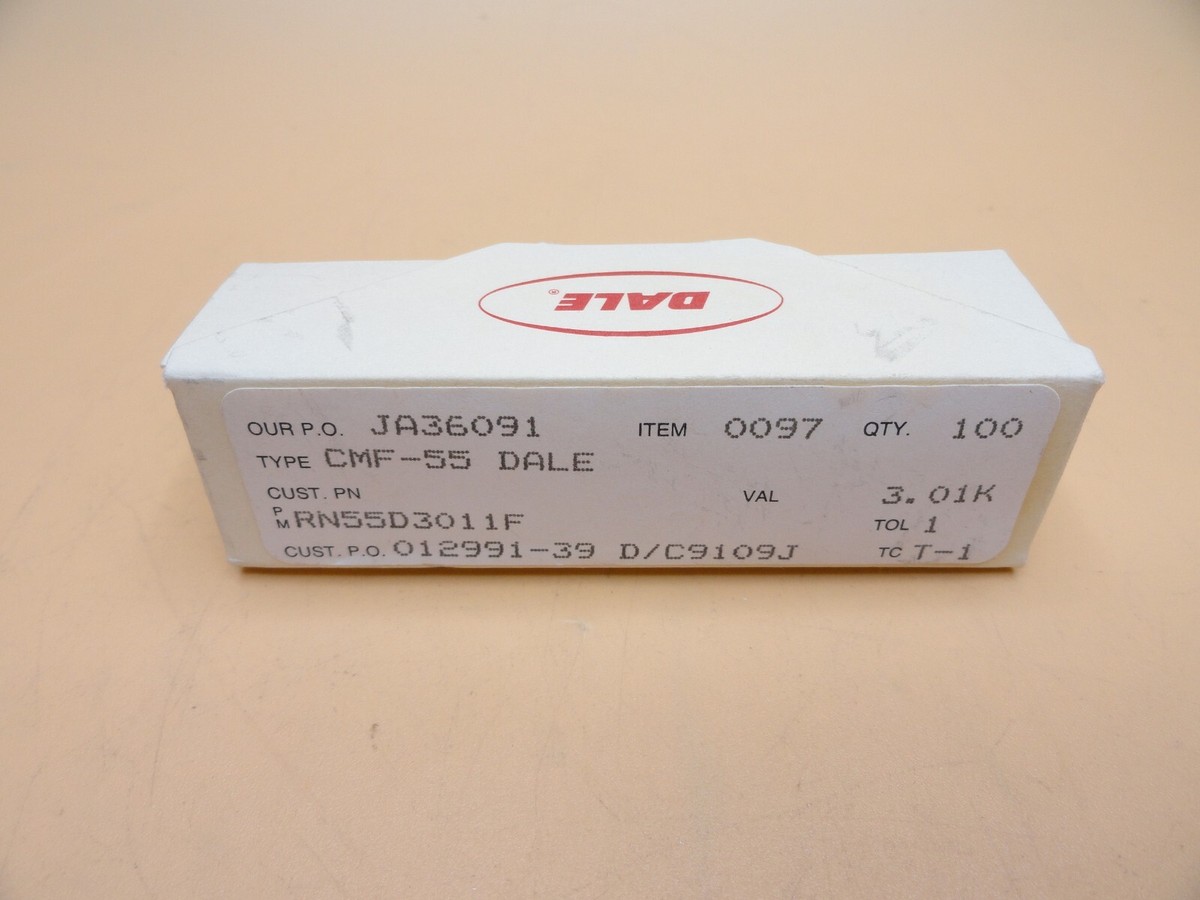 DALE®
OUR P.O. JA36091 ITEM 0097 QTY. 100
TYPE CMF-55 DALE
CUST. PN VAL 3.01K
PM RN55D3011F TOL 1
CUST. P.O. 012991-39 D/C9109J TC T-1